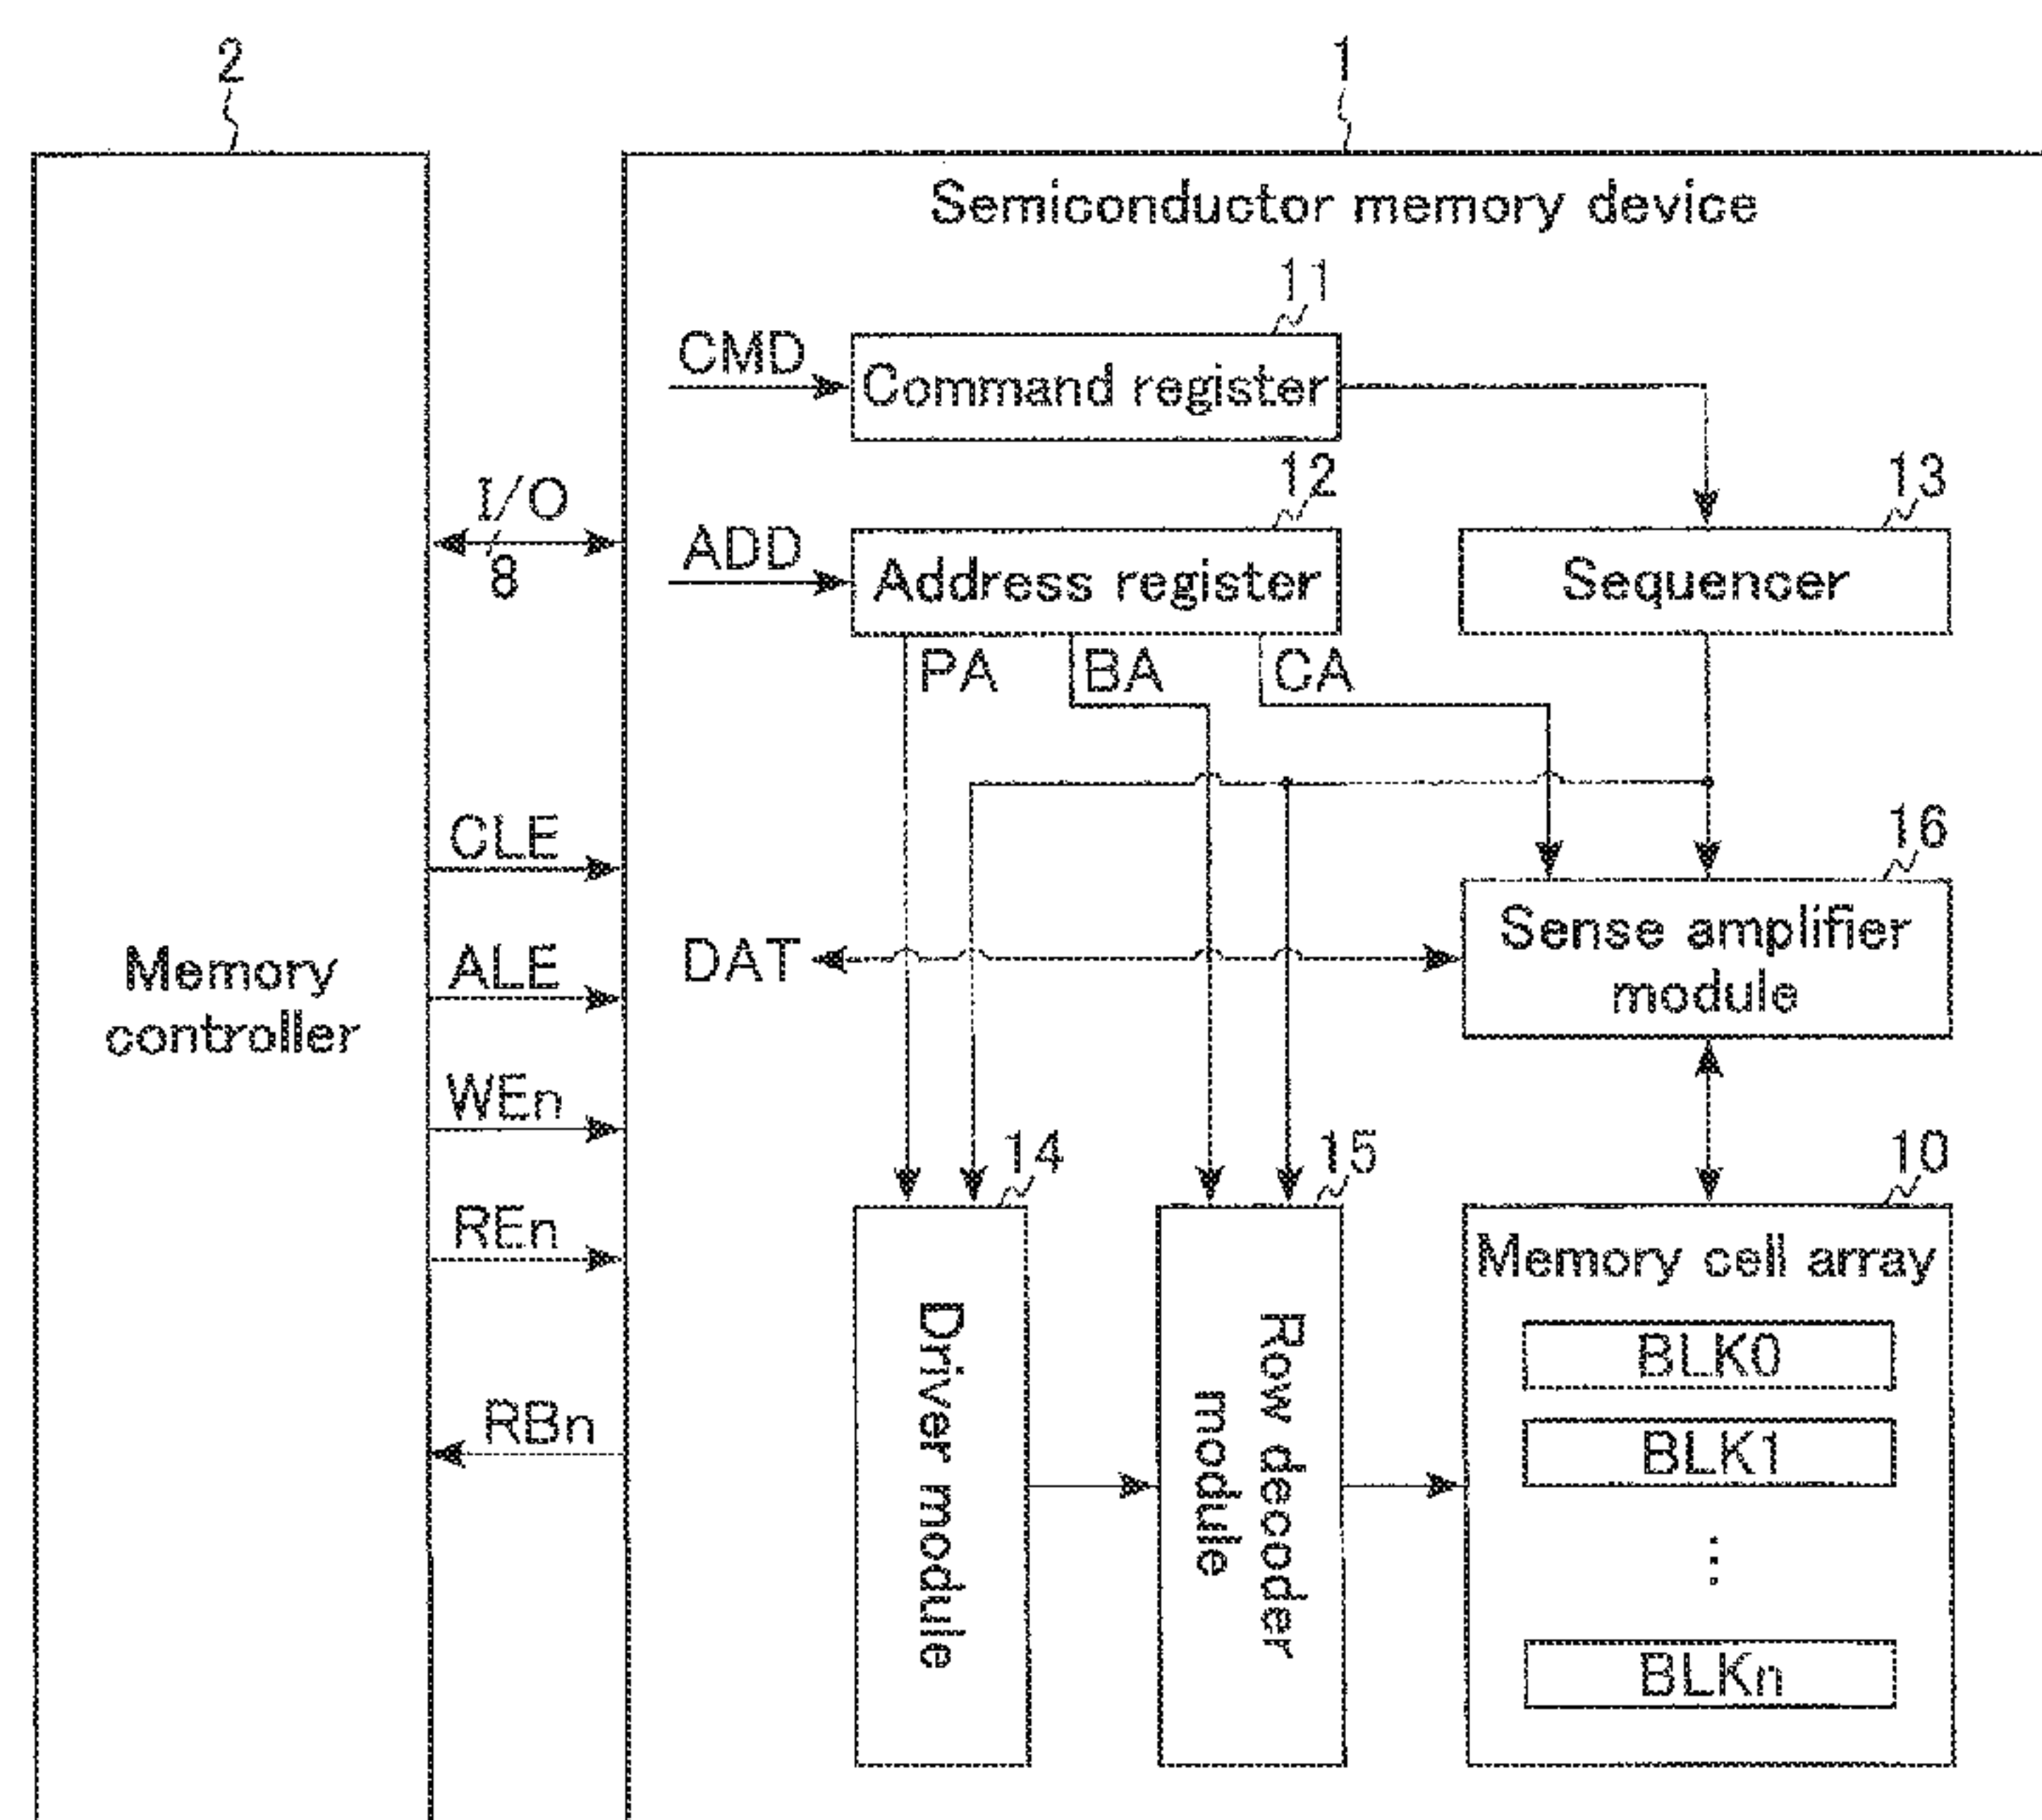 2
1
Semiconductor memory device
11
CMD
Command register
I/O
8
12
13
ADD
Address register
Sequencer
PA
BA
CA
CLE
16
Memory
controller
ALE
DAT
Sense amplifier
module
WEn
14
15
10
REn
Driver module
Row decoder
module
Memory cell array
BLK0
RBn
BLK1
⋮
BLKn